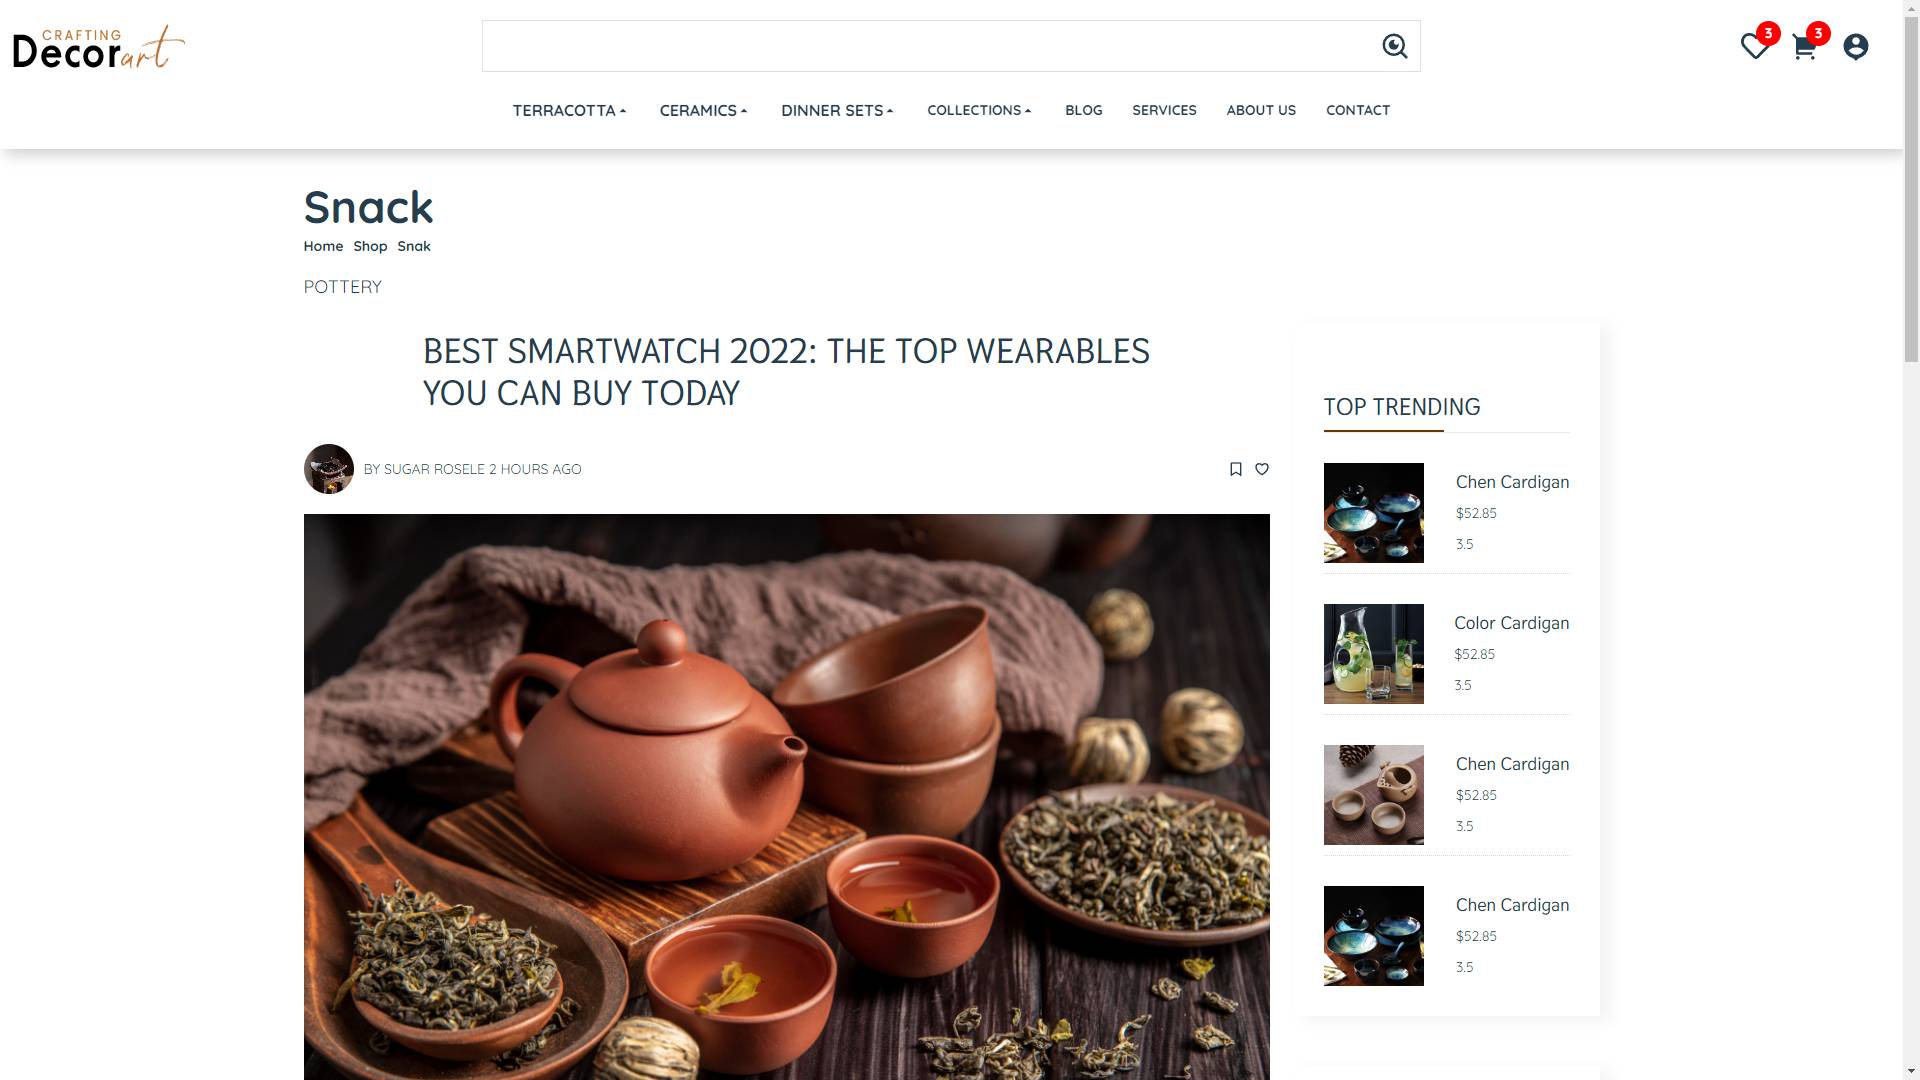 CRAFTING
Decorart
3
3
TERRACOTTA CERAMICS DINNER SETS COLLECTIONS BLOG SERVICES ABOUT US CONTACT
Snack
Home Shop Snak
POTTERY
BEST SMARTWATCH 2022: THE TOP WEARABLES
YOU CAN BUY TODAY
BY SUGAR ROSELE 2 HOURS AGO
TOP TRENDING
Chen Cardigan
$52.85
3.5
Color Cardigan
$52.85
3.5
Chen Cardigan
$52.85
3.5
Chen Cardigan
$52.85
3.5